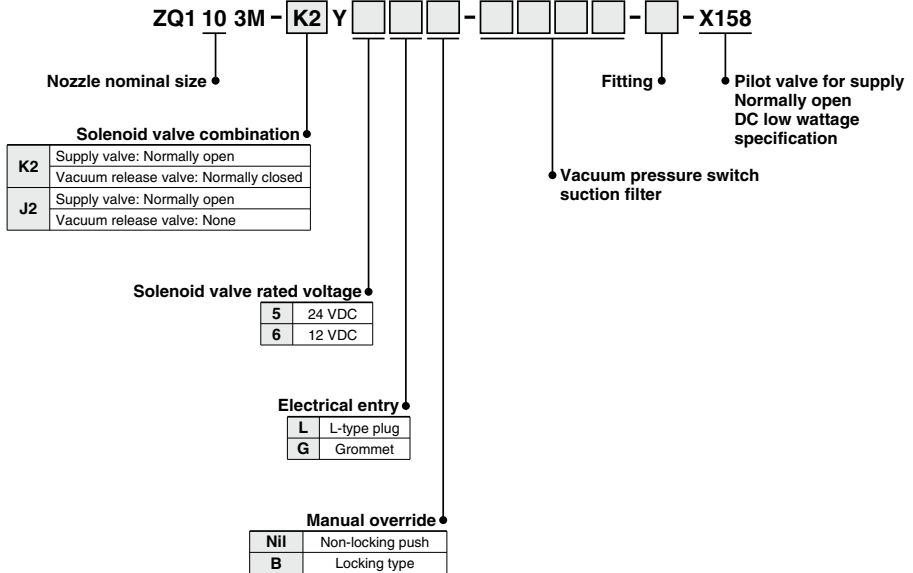 ZQ1 10 3M - K2 Y - - - X158
Nozzle nominal size
Fitting
Pilot valve for supply
Normally open
DC low wattage
specification
Solenoid valve combination
K2
Supply valve: Normally open
Vacuum release valve: Normally closed
J2
Supply valve: Normally open
Vacuum release valve: None
Vacuum pressure switch
suction filter
Solenoid valve rated voltage
5 24 VDC
6 12 VDC
Electrical entry
L L-type plug
G Grommet
Manual override
Nil Non-locking push
B Locking type